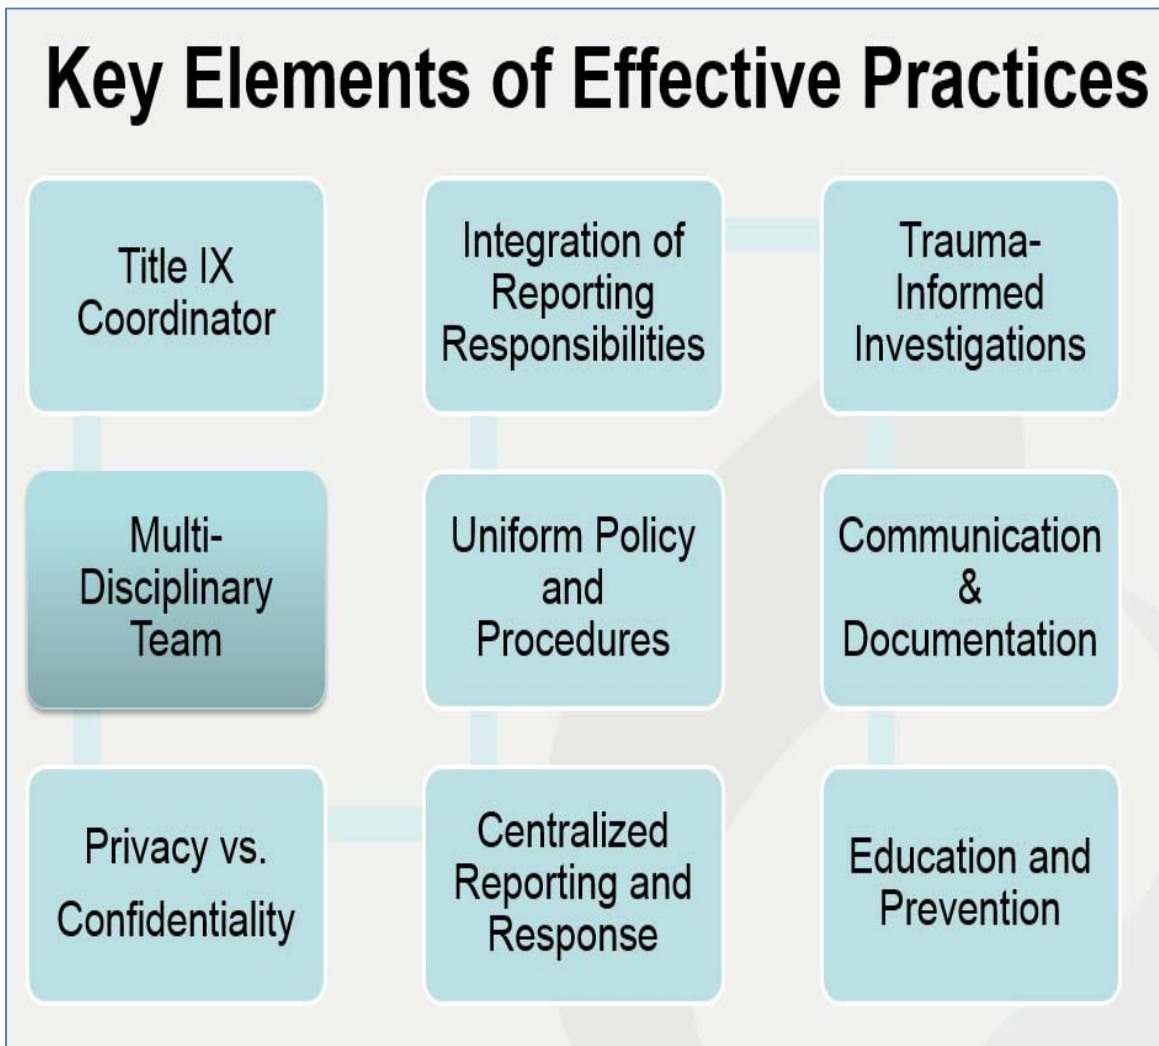 Key Elements of Effective Practices
Title IX
Coordinator
Multi-
Disciplinary
Team
Privacy vs.
Confidentiality
Centralized
Reporting and
Response
Uniform Policy
and
Procedures
Integration of
Reporting
Responsibilities
Trauma-
Informed
Investigations
Communication
&
Documentation
Education and
Prevention